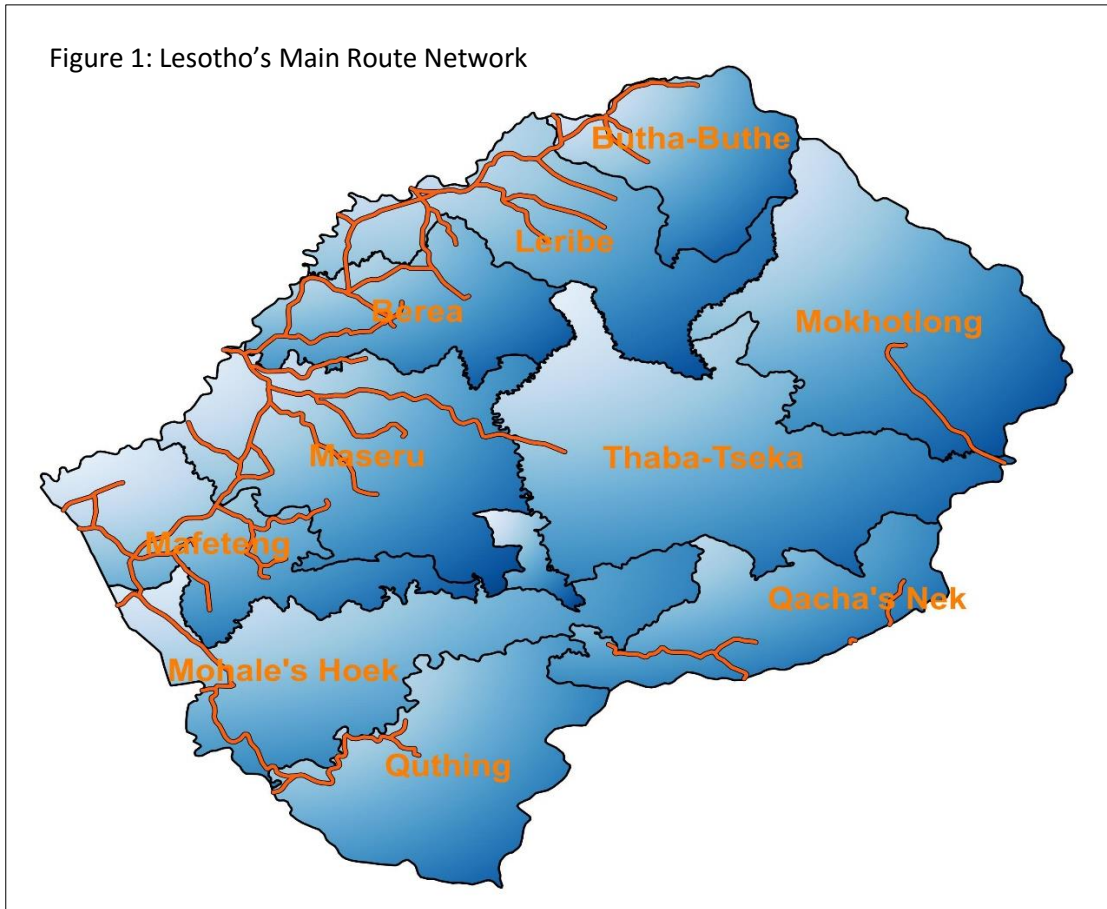 Figure 1: Lesotho’s Main Route Network
Butha-Buthe
Leribe
Berea
Mokhotlong
Maseru
Thaba-Tseka
Mafeteng
Qacha's Nek
Mohale's Hoek
Quthing